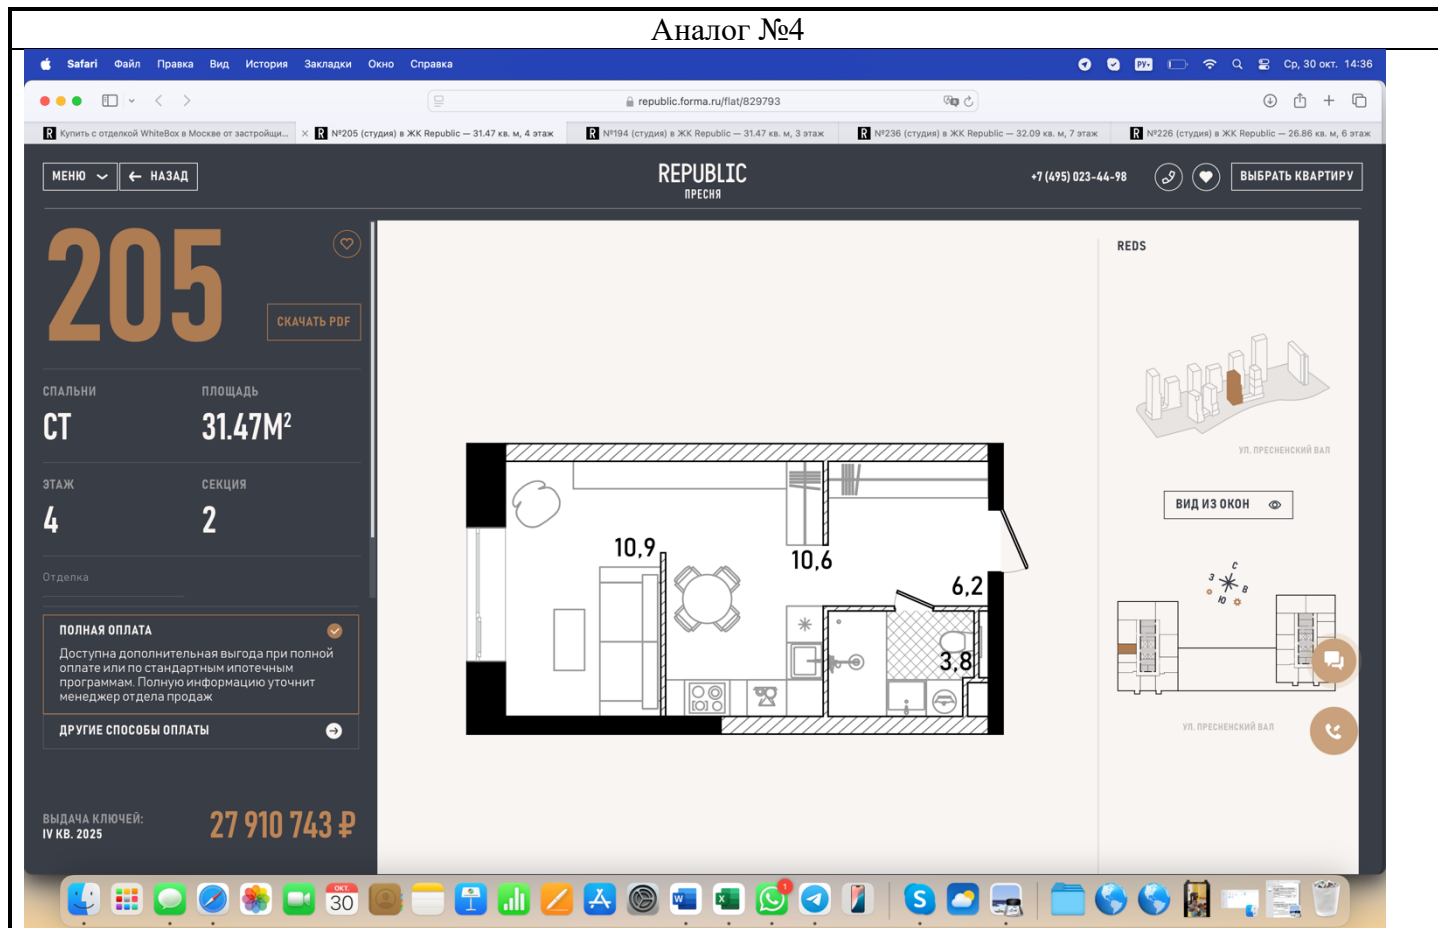 Аналог №4
Safari Файл Правка Вид История Закладки Окно Справка
РУ Ср, 30 окт. 14:36
republic.forma.ru/flat/829793
R Купить с отделкой WhiteBox в Москве от застройщи...
R №205 (студия) в ЖК Republic — 31.47 кв. м, 4 этаж
R №194 (студия) в ЖК Republic — 31.47 кв. м, 3 этаж
R №236 (студия) в ЖК Republic — 32.09 кв. м, 7 этаж
R №226 (студия) в ЖК Republic — 26.86 кв. м, 6 этаж
МЕНЮ
НАЗАД
REPUBLIC
ПРЕСНЯ
+7 (495) 023-44-98
ВЫБРАТЬ КВАРТИРУ
205
СКАЧАТЬ PDF
СПАЛЬНИ ПЛОЩАДЬ
СТ 31.47М²
ЭТАЖ СЕКЦИЯ
4 2
Отделка
ПОЛНАЯ ОПЛАТА
Доступна дополнительная выгода при полной
оплате или по стандартным ипотечным
программам. Полную информацию уточнит
менеджер отдела продаж
ДРУГИЕ СПОСОБЫ ОПЛАТЫ
ВЫДАЧА КЛЮЧЕЙ:
IV КВ. 2025
27 910 743 ₽
10,9
10,6
6,2
3,8
REDS
УЛ. ПРЕСНЕНСКИЙ ВАЛ
ВИД ИЗ ОКОН
С
З
В
Ю
УЛ. ПРЕСНЕНСКИЙ ВАЛ
ОКТ.
30
W
X
1
S